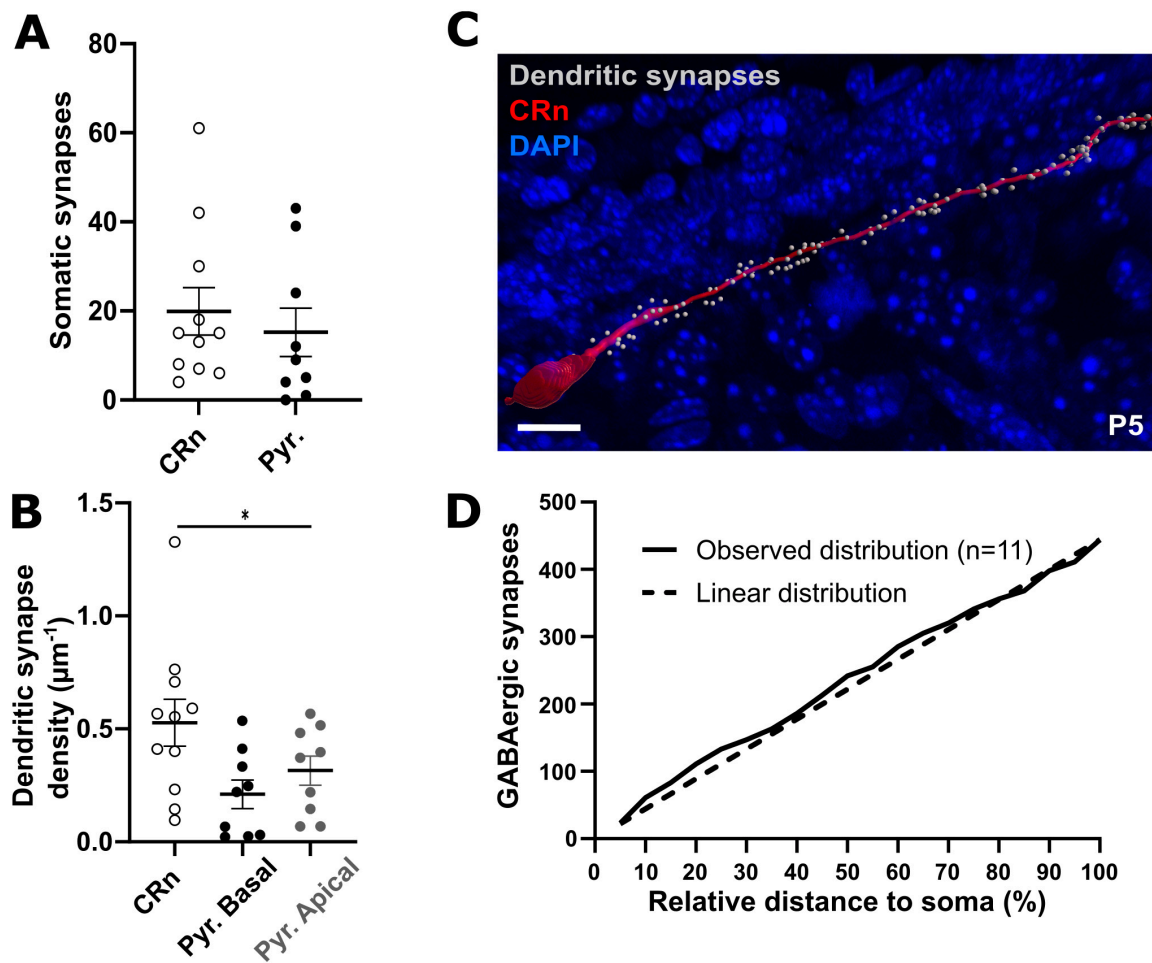 A
Somatic synapses
80
60
40
20
0
CRn
Pyr.
B
Dendritic synapse
density (µm⁻¹)
1.5
1.0
0.5
0.0
*
CRn
Pyr. Basal
Pyr. Apical
C
Dendritic synapses
CRn
DAPI
P5
D
GABAergic synapses
500
400
300
200
100
0
Observed distribution (n=11)
Linear distribution
0 10 20 30 40 50 60 70 80 90 100
Relative distance to soma (%)